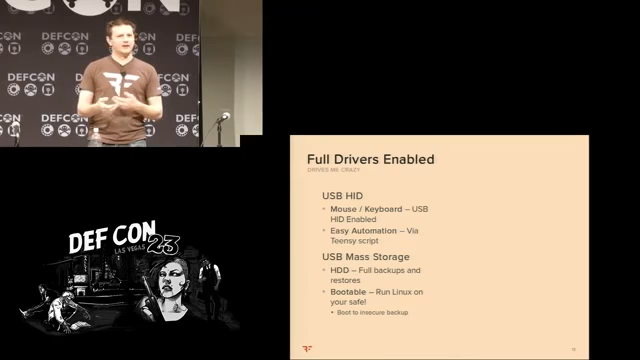 DEFCON
DEFCON
DEFCON
DEFCON
DEF CON
LAS VEGAS 23
Full Drivers Enabled
DRIVES ME CRAZY
USB HID
• Mouse / Keyboard – USB
HID Enabled
• Easy Automation – Via
Teensy script
USB Mass Storage
• HDD – Full backups and
restores
• Bootable – Run Linux on
your safe!
• Boot to insecure backup